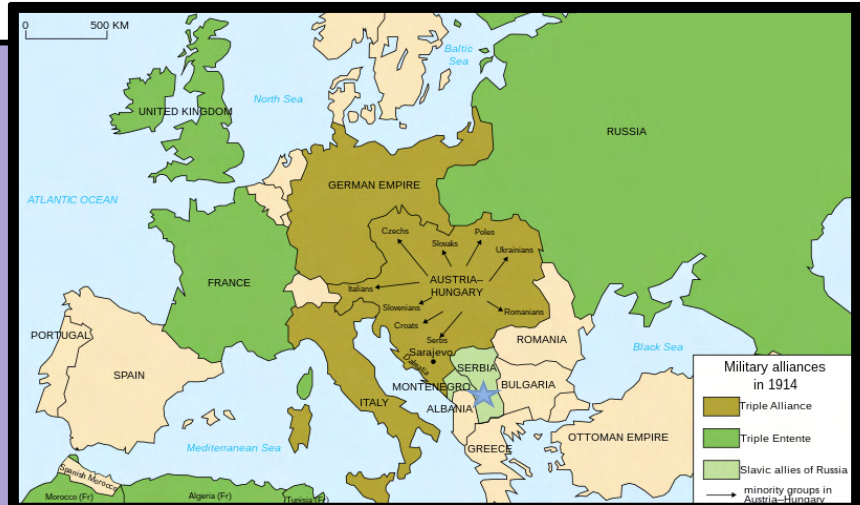 0 500 KM
Baltic
Sea
North Sea
UNITED KINGDOM
RUSSIA
ATLANTIC OCEAN
GERMAN EMPIRE
Czechs
Poles
Slovaks
Ukrainians
FRANCE
AUSTRIA–
HUNGARY
Italians
Slovenians
Romanians
Croats
Serbs
PORTUGAL
ROMANIA
Black Sea
Sarajevo
Dalmatia
SERBIA
SPAIN
MONTENEGRO
BULGARIA
ITALY
ALBANIA
OTTOMAN EMPIRE
Mediterranean Sea
GREECE
Spanish Morocco
Morocco (Fr)
Algeria (Fr)
Tunisia (Fr)
Military alliances
in 1914
Triple Alliance
Triple Entente
Slavic allies of Russia
minority groups in
Austria–Hungary